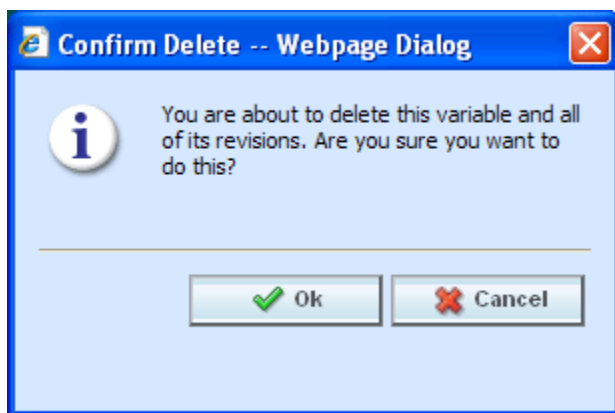 Confirm Delete -- Webpage Dialog
You are about to delete this variable and all
of its revisions. Are you sure you want to
do this?
Ok
Cancel